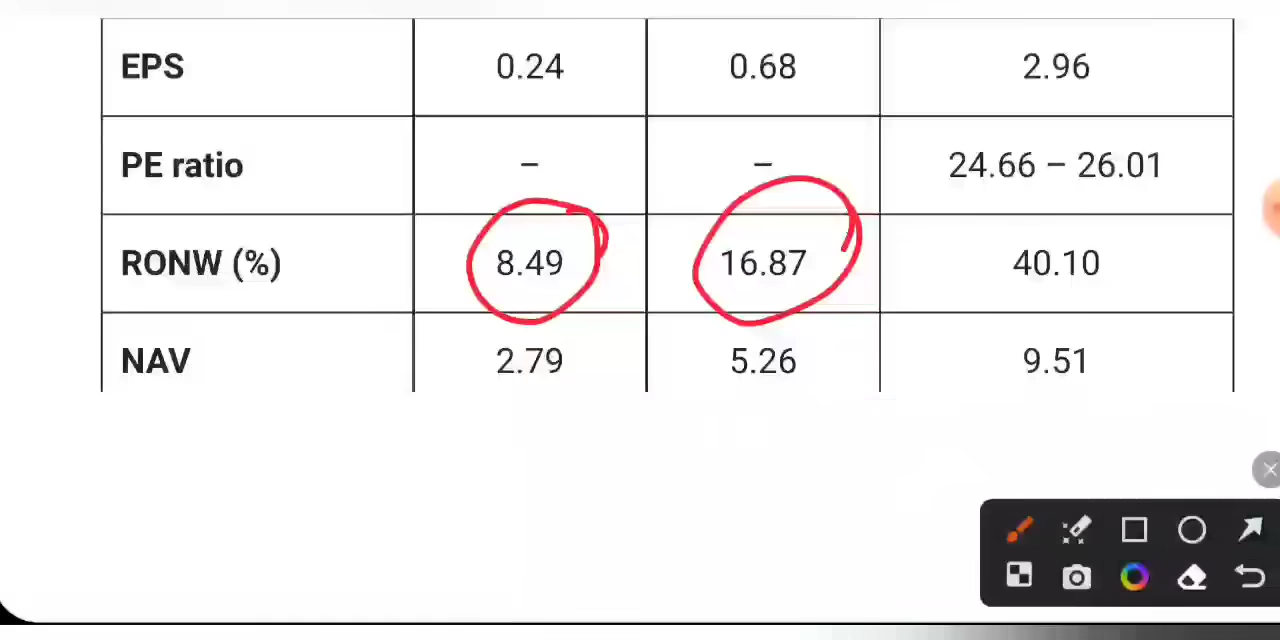 EPS 0.24 0.68 2.96
PE ratio – – 24.66 – 26.01
RONW (%) 8.49 16.87 40.10
NAV 2.79 5.26 9.51